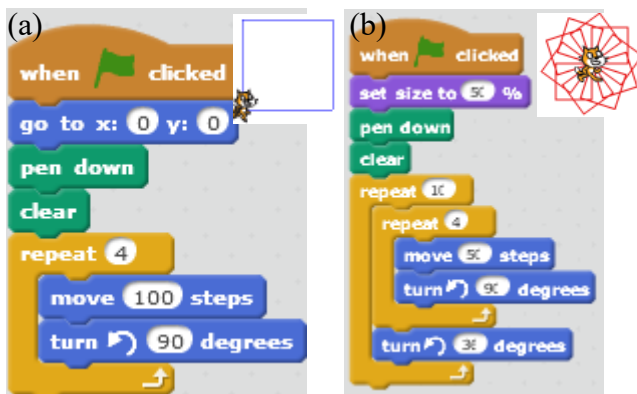 (a)
when clicked
go to x: 0 y: 0
pen down
clear
repeat 4
move 100 steps
turn 90 degrees
(b)
when clicked
set size to 50 %
pen down
clear
repeat 10
repeat 4
move 50 steps
turn 90 degrees
turn 36 degrees